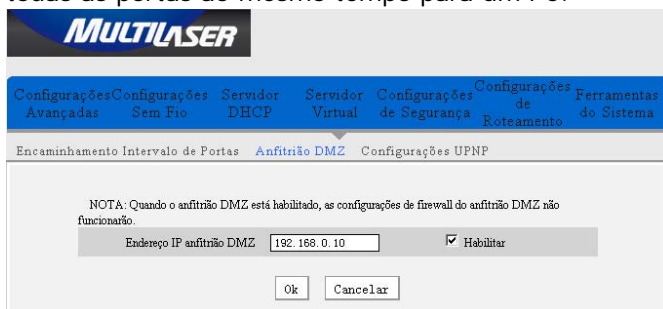 todas as portas ao mesmo tempo para um PC.
MULTILASER
Configurações Avançadas
Configurações Sem Fio
Servidor DHCP
Servidor Virtual
Configurações de Segurança
Configurações de Roteamento
Ferramentas do Sistema
Encaminhamento Intervalo de Portas Anfitrião DMZ Configurações UPNP
NOTA: Quando o anfitrião DMZ está habilitado, as configurações de firewall do anfitrião DMZ não
funcionarão.
Endereço IP anfitrião DMZ 192.168.0.10 Habilitar
Ok Cancelar